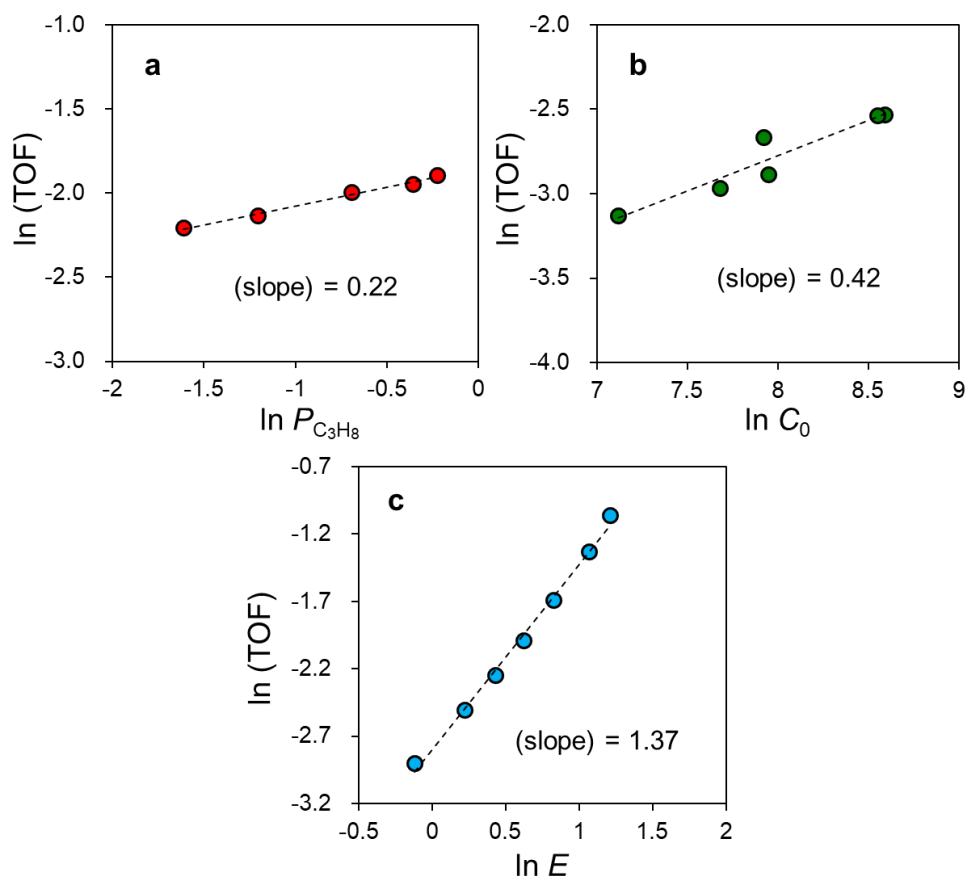 a
ln (TOF)
-1.0
-1.5
-2.0
-2.5
-3.0
(slope) = 0.22
-2 -1.5 -1 -0.5 0
ln P_C3H8
b
ln (TOF)
-2.0
-2.5
-3.0
-3.5
-4.0
(slope) = 0.42
7 7.5 8 8.5 9
ln C0
c
ln (TOF)
-0.7
-1.2
-1.7
-2.2
-2.7
-3.2
(slope) = 1.37
-0.5 0 0.5 1 1.5 2
ln E